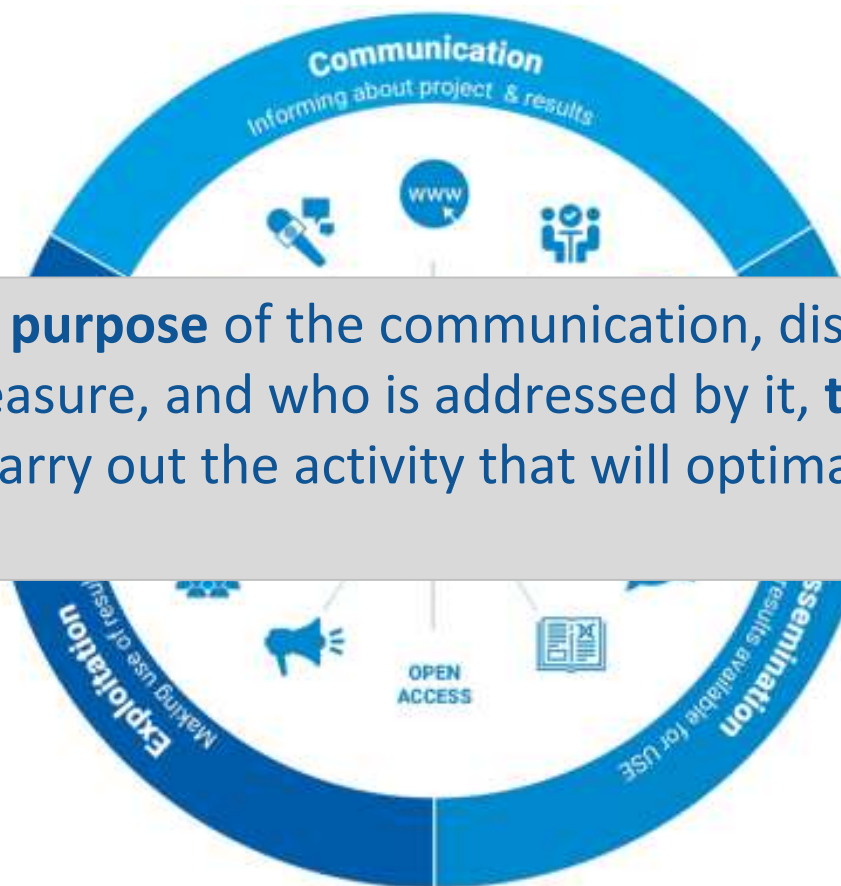 Communication
Informing about project & results
www
purpose of the communication, dis
easure, and who is addressed by it, t
arry out the activity that will optima
Exploitation
Making use of resul
OPEN
ACCESS
ssemination
results available for USE